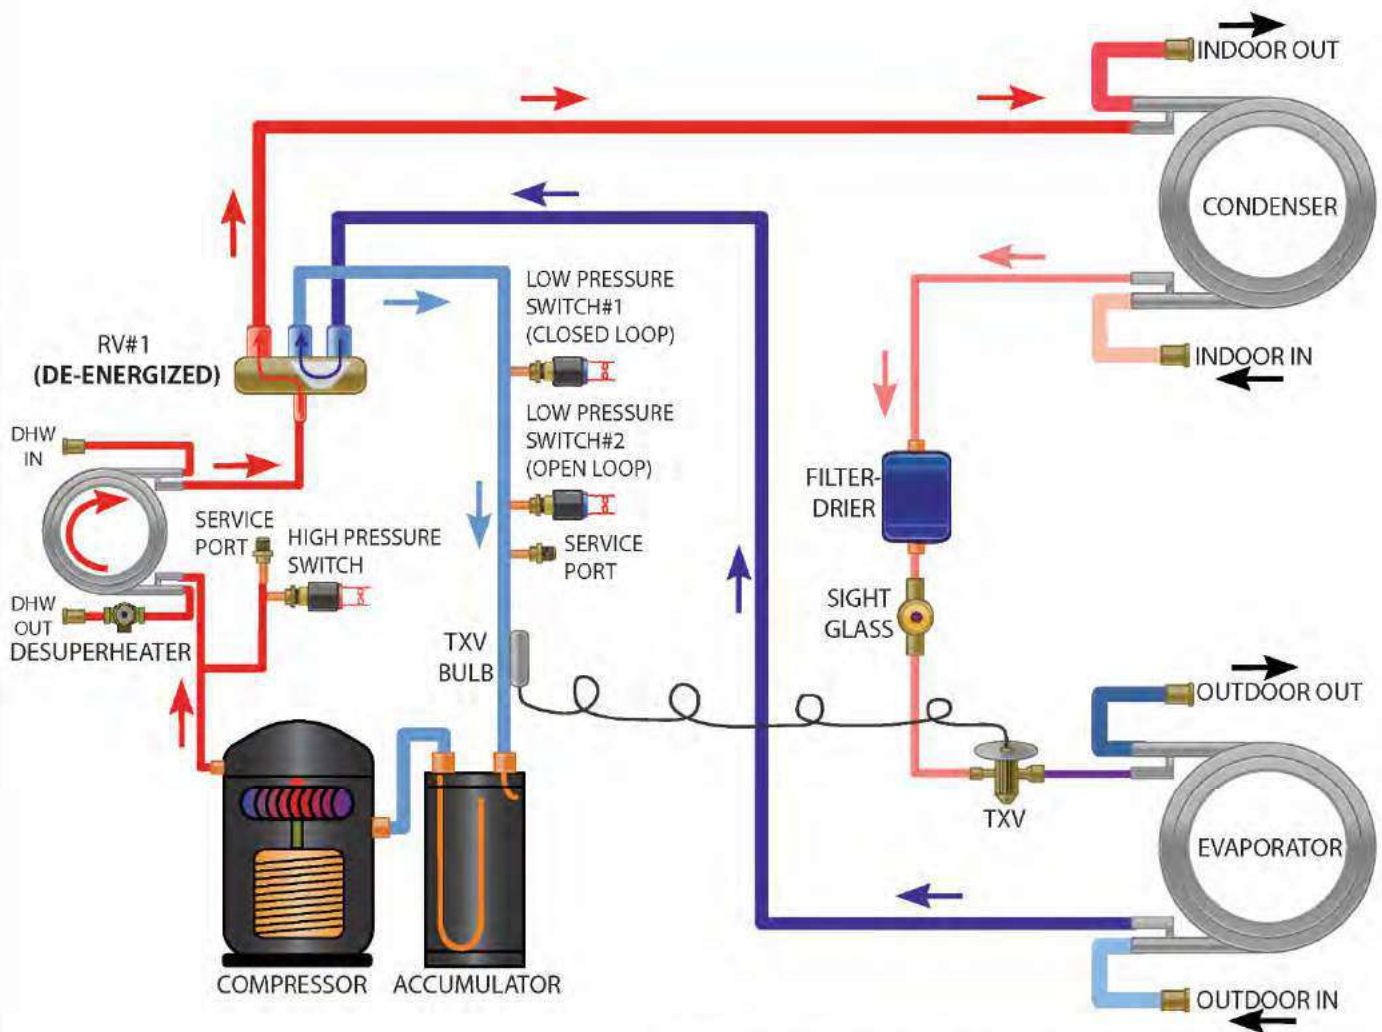 INDOOR OUT
CONDENSER
INDOOR IN
LOW PRESSURE
SWITCH#1
(CLOSED LOOP)
RV#1
(DE-ENERGIZED)
LOW PRESSURE
SWITCH#2
(OPEN LOOP)
DHW
IN
FILTER-
DRIER
SERVICE
PORT
HIGH PRESSURE
SWITCH
SERVICE
PORT
DHW
OUT
DESUPERHEATER
SIGHT
GLASS
TXV
BULB
OUTDOOR OUT
TXV
EVAPORATOR
COMPRESSOR
ACCUMULATOR
OUTDOOR IN